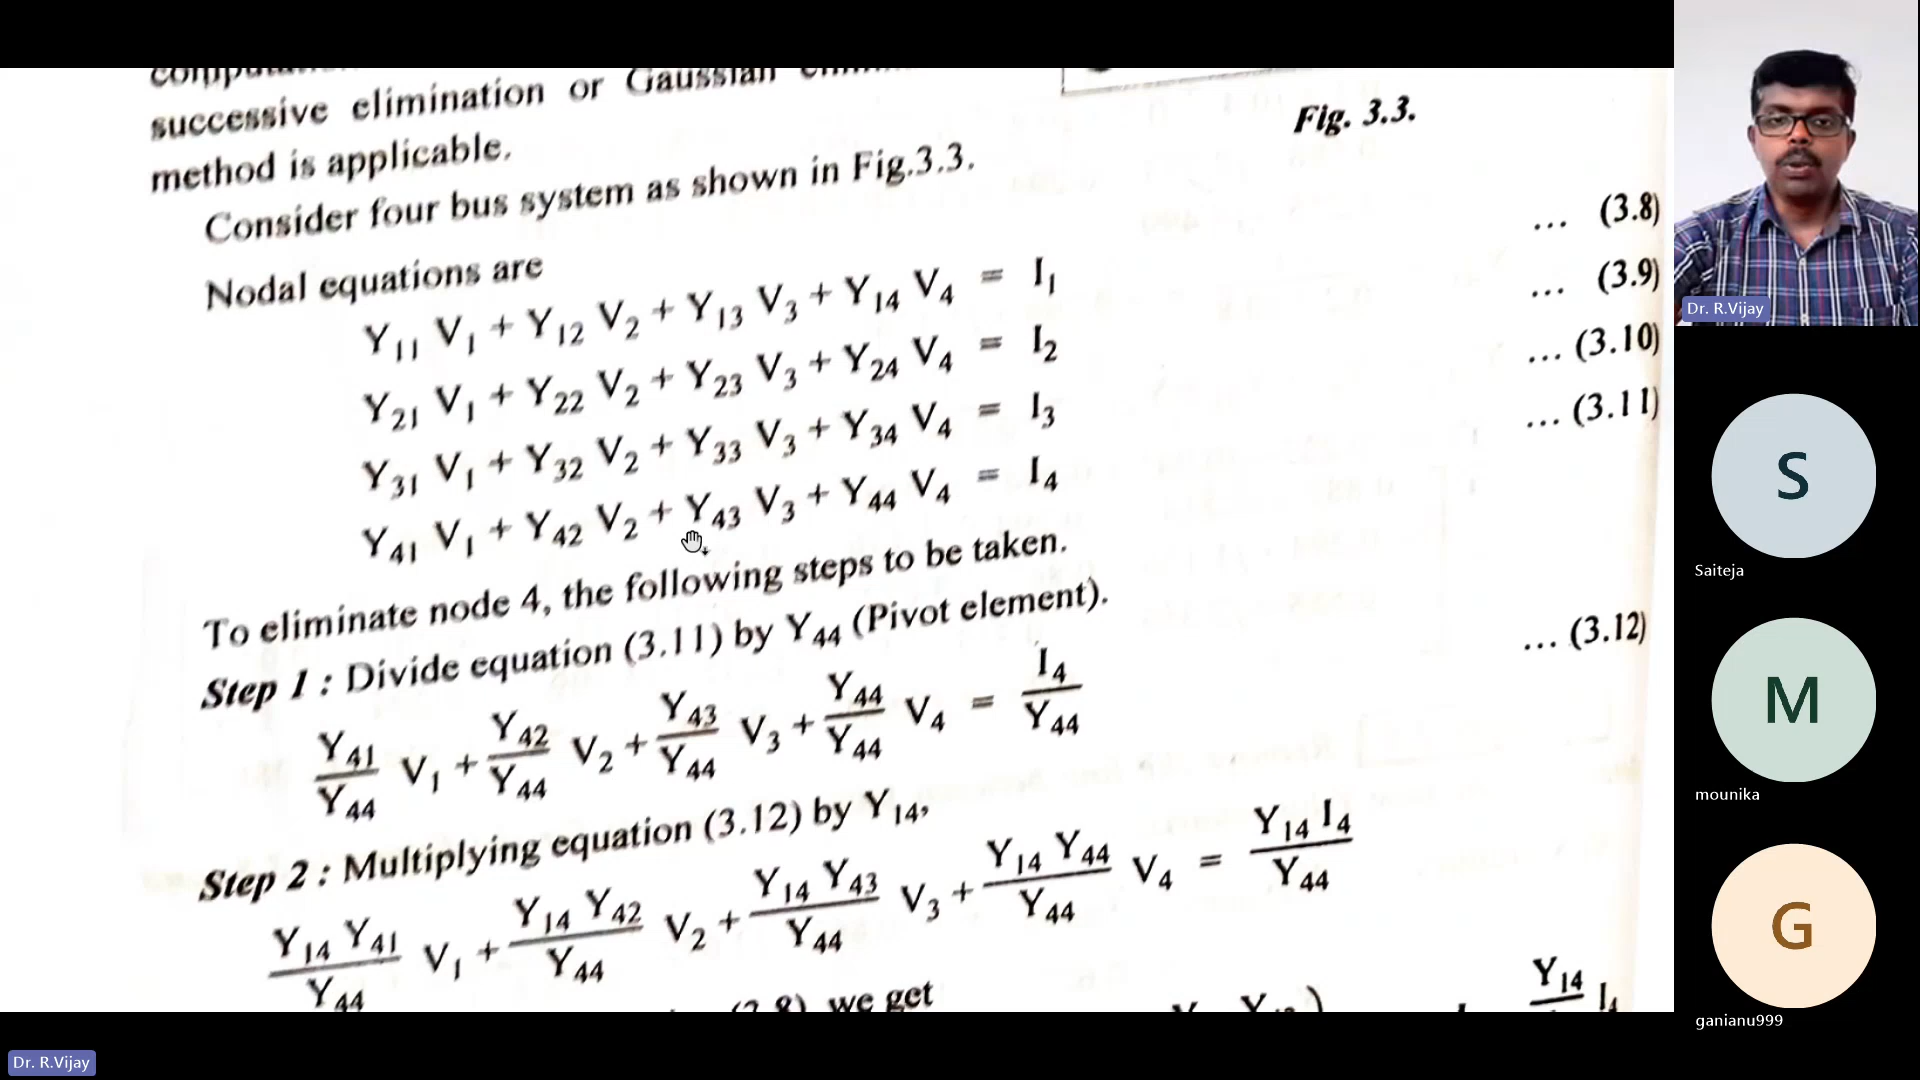 successive elimination or Gaussian
method is applicable.
Fig. 3.3.
Consider four bus system as shown in Fig.3.3.
Nodal equations are
Y₁₁ V₁ + Y₁₂ V₂ + Y₁₃ V₃ + Y₁₄ V₄ = I₁ ... (3.8)
Y₂₁ V₁ + Y₂₂ V₂ + Y₂₃ V₃ + Y₂₄ V₄ = I₂ ... (3.9)
Y₃₁ V₁ + Y₃₂ V₂ + Y₃₃ V₃ + Y₃₄ V₄ = I₃ ... (3.10)
Y₄₁ V₁ + Y₄₂ V₂ + Y₄₃ V₃ + Y₄₄ V₄ = I₄ ... (3.11)
To eliminate node 4, the following steps to be taken.
Step 1 : Divide equation (3.11) by Y₄₄ (Pivot element).
Y₄₁/Y₄₄ V₁ + Y₄₂/Y₄₄ V₂ + Y₄₃/Y₄₄ V₃ + Y₄₄/Y₄₄ V₄ = I₄/Y₄₄ ... (3.12)
Step 2 : Multiplying equation (3.12) by Y₁₄,
Y₁₄ Y₄₁/Y₄₄ V₁ + Y₁₄ Y₄₂/Y₄₄ V₂ + Y₁₄ Y₄₃/Y₄₄ V₃ + Y₁₄ Y₄₄/Y₄₄ V₄ = Y₁₄ I₄/Y₄₄
we get
Y₁₄
Dr. R.Vijay
S
Saiteja
M
mounika
G
ganianu999
Dr. R.Vijay